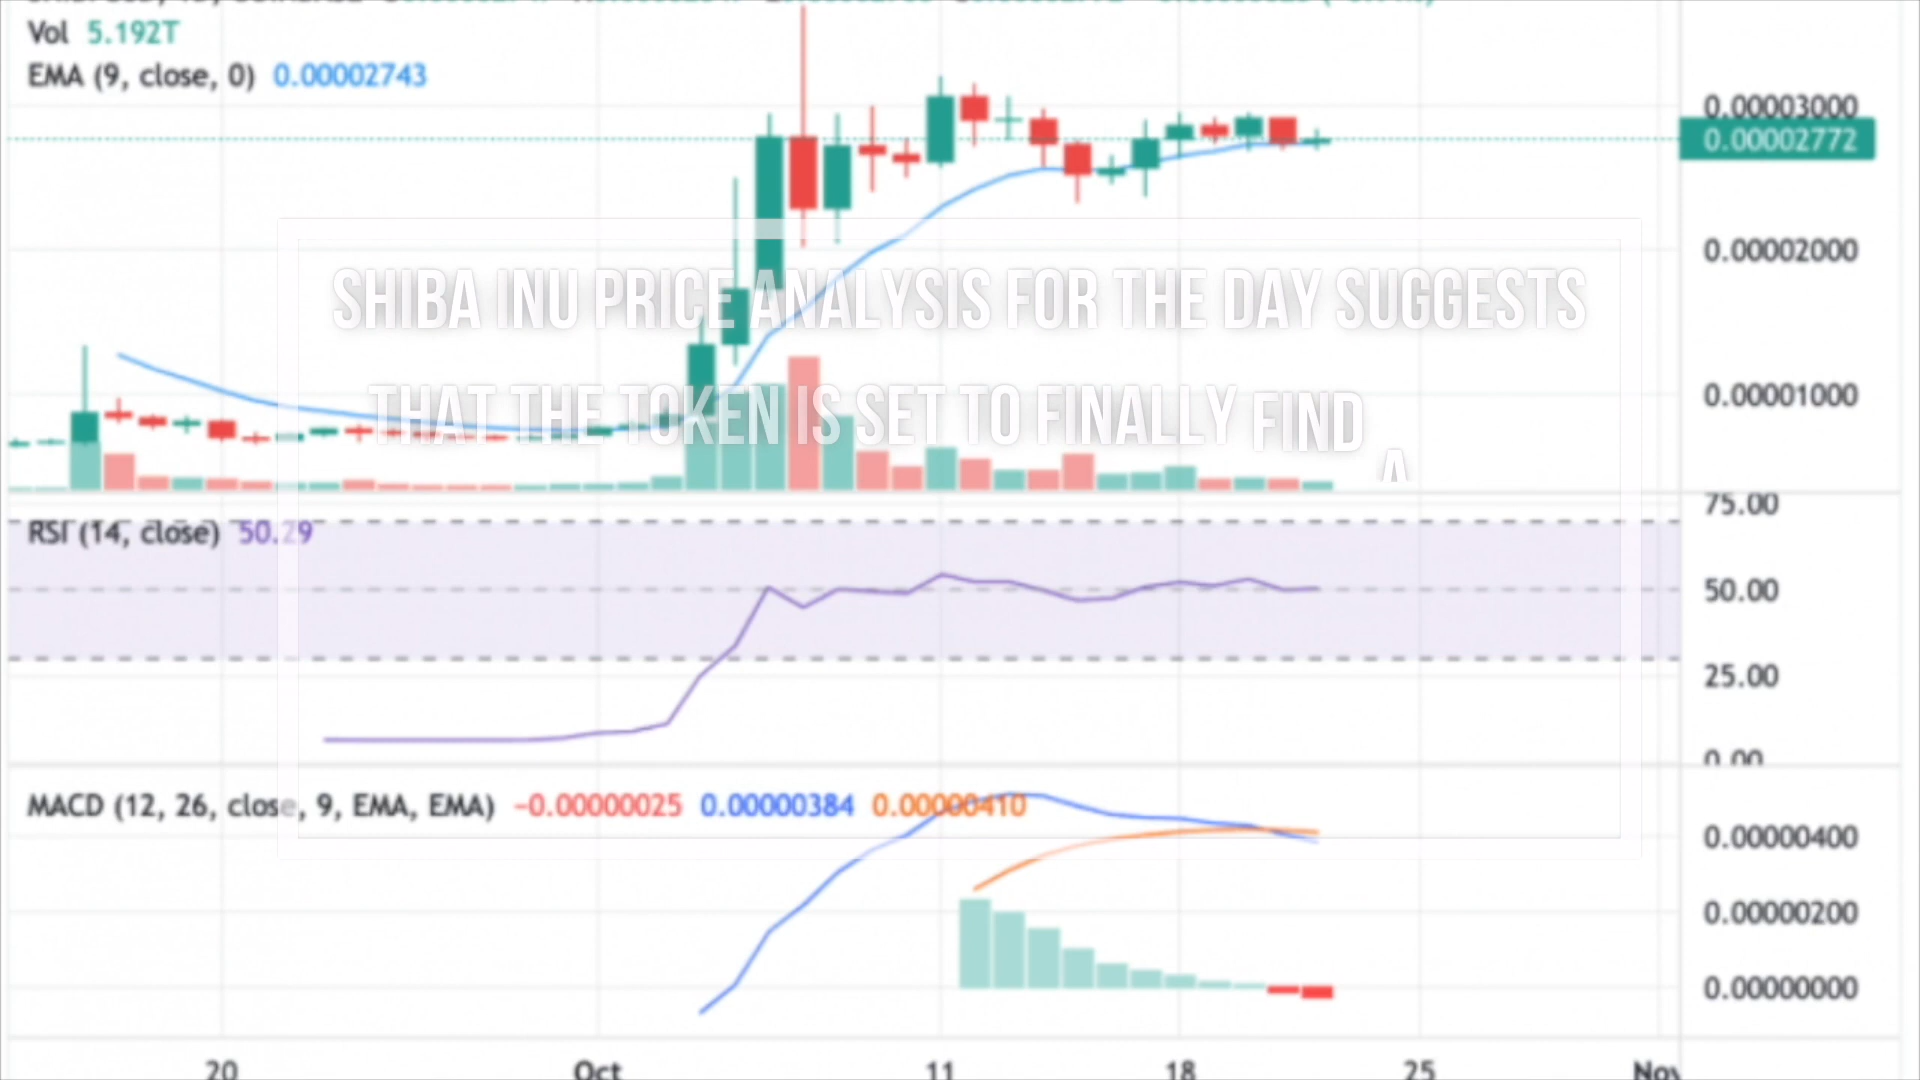 Vol 5.192T
EMA (9, close, 0) 0.00002743
0.00003000
0.00002772
0.00002000
SHIBA INU PRICE ANALYSIS FOR THE DAY SUGGESTS
THAT THE TOKEN IS SET TO FINALLY FIND
A
0.00001000
75.00
RSI (14, close) 50.29
50.00
25.00
0.00
MACD (12, 26, close, 9, EMA, EMA) −0.00000025 0.00000384 0.00000410
0.00000400
0.00000200
0.00000000
20 Oct 11 18 25 Nov